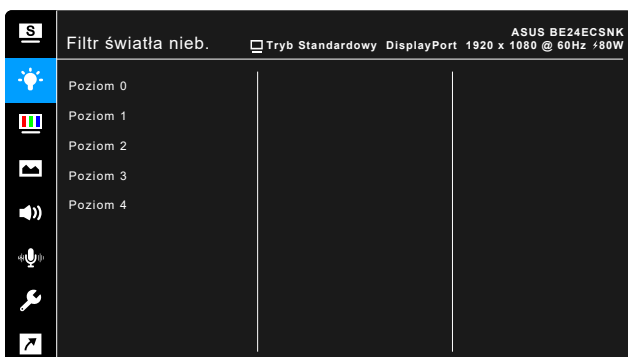 S
ASUS BE24ECSNK
Filtr światła nieb.
Tryb Standardowy DisplayPort 1920 x 1080 @ 60Hz ⚡80W
Poziom 0
Poziom 1
Poziom 2
Poziom 3
Poziom 4